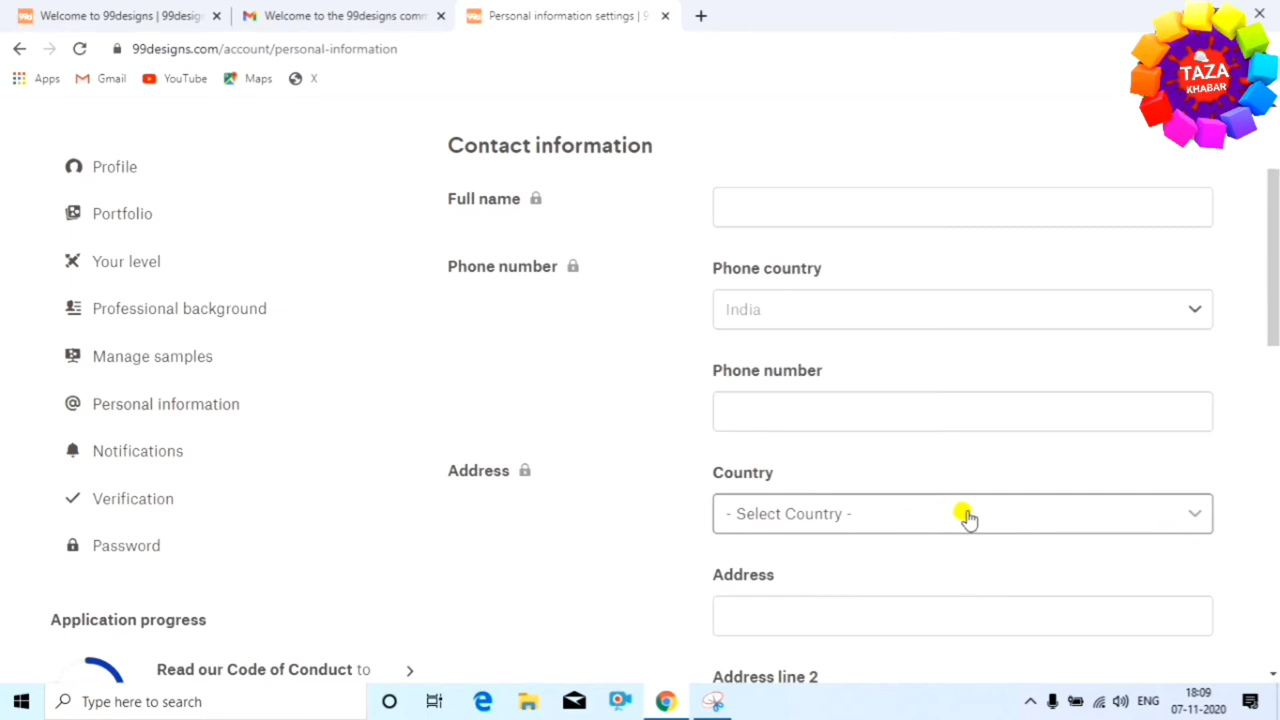 Welcome to 99designs | 99desig
Welcome to the 99designs comm
Personal information settings | 9
99designs.com/account/personal-information
Apps
Gmail
YouTube
Maps
X
TAZA
KHABAR
Contact information
Profile
Full name
Portfolio
Your level
Phone number
Phone country
Professional background
India
Manage samples
Phone number
Personal information
Notifications
Address
Country
Verification
- Select Country -
Password
Address
Application progress
Read our Code of Conduct to
Address line 2
Type here to search
ENG
18:09
07-11-2020